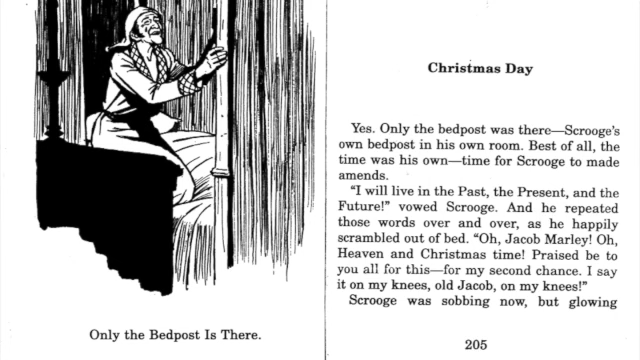 Only the Bedpost Is There.
Christmas Day
Yes. Only the bedpost was there—Scrooge's
own bedpost in his own room. Best of all, the
time was his own—time for Scrooge to made
amends.
"I will live in the Past, the Present, and the
Future!" vowed Scrooge. And he repeated
those words over and over, as he happily
scrambled out of bed. "Oh, Jacob Marley! Oh,
Heaven and Christmas time! Praised be to
you all for this—for my second chance. I say
it on my knees, old Jacob, on my knees!"
Scrooge was sobbing now, but glowing
205